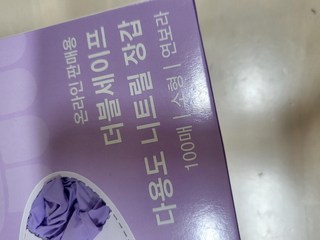 온라인 판매용
더블세이프
다용도 니트릴 장갑
100매 | 소형 | 연보라